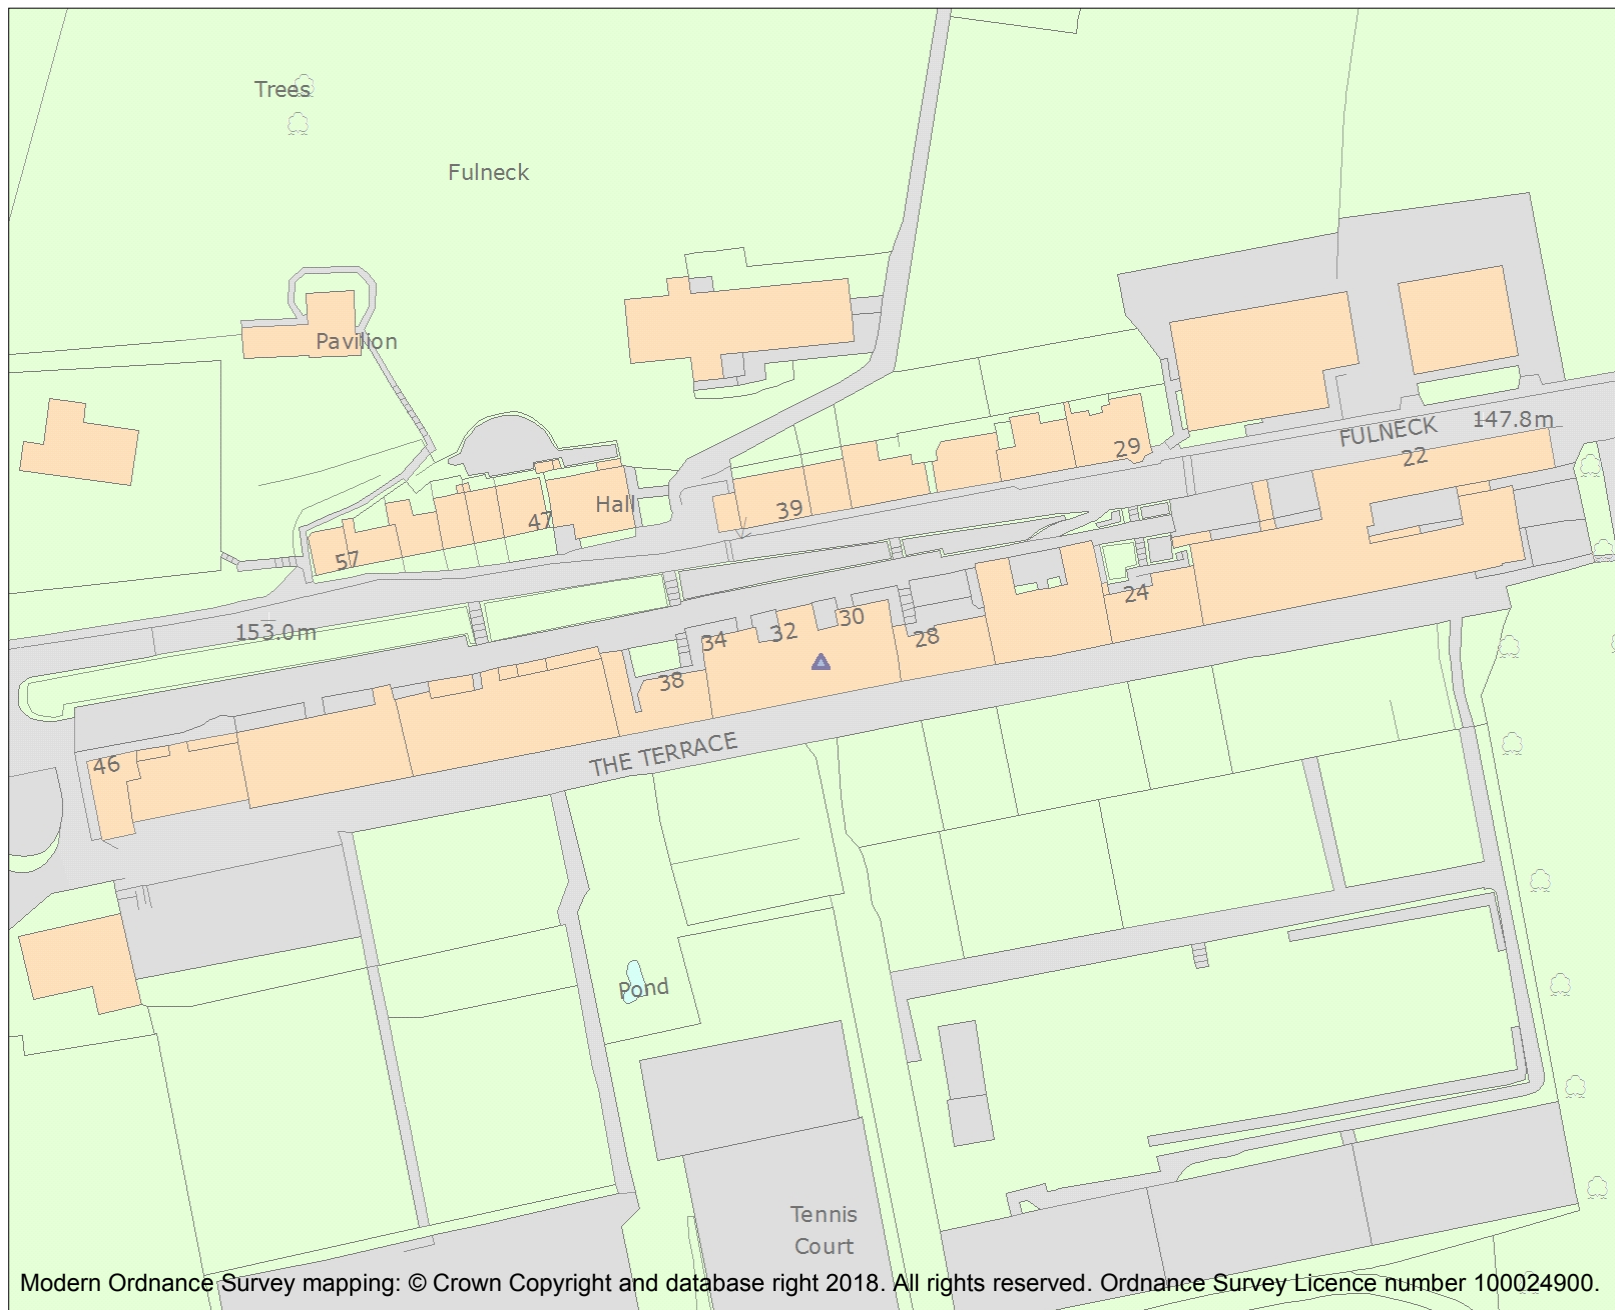 Trees
Fulneck
Pavilion
FULNECK
147.8m
22
29
Hall
39
47
57
24
153.0m
30
32
34
28
38
THE TERRACE
46
Pond
Tennis
Court
Modern Ordnance Survey mapping: © Crown Copyright and database right 2018. All rights reserved. Ordnance Survey Licence number 100024900.